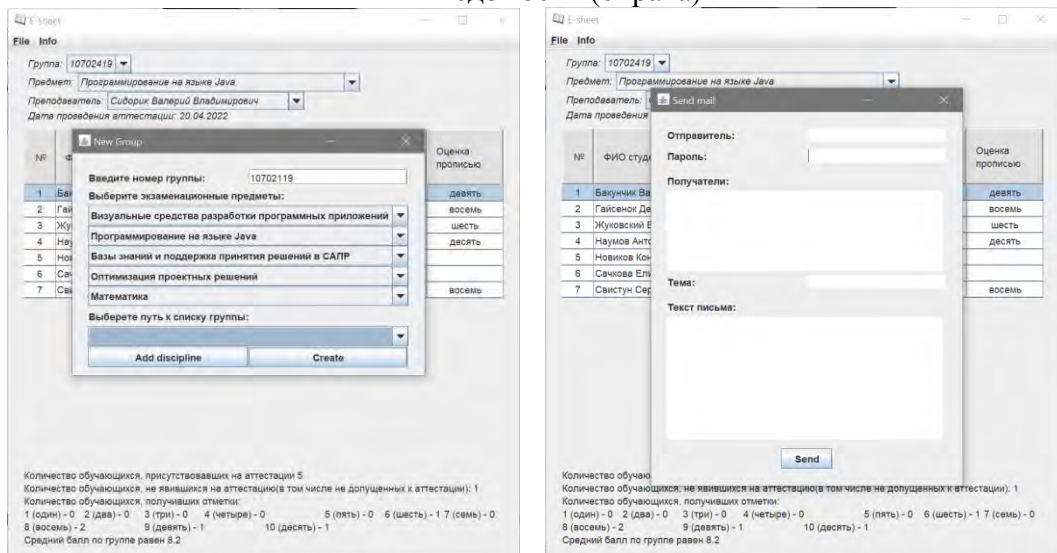 E-sheet
File Info
Группа: 10702419
Предмет: Программирование на языке Java
Преподаватель: Сидорик Валерий Владимирович
Дата проведения аттестации: 20.04.2022
New Group
Введите номер группы: 10702119
Выберите экзаменационные предметы:
Визуальные средства разработки программных приложений
Программирование на языке Java
Базы знаний и поддержка принятия решений в САПР
Оптимизация проектных решений
Математика
Выберете путь к списку группы:
Add discipline Create
№ Оценка прописью
1 девять
2 восемь
3 шесть
4 десять
5
6
7 восемь
Количество обучающихся, присутствовавших на аттестации 5
Количество обучающихся, не явившихся на аттестацию(в том числе не допущенных к аттестации): 1
Количество обучающихся, получивших отметки:
1 (один) - 0 2 (два) - 0 3 (три) - 0 4 (четыре) - 0 5 (пять) - 0 6 (шесть) - 1 7 (семь) - 0
8 (восемь) - 2 9 (девять) - 1 10 (десять) - 1
Средний балл по группе равен 8.2
E-sheet
File Info
Группа: 10702419
Предмет: Программирование на языке Java
Преподаватель:
Дата проведения
Send mail
Отправитель:
Пароль:
Получатели:
Тема:
Текст письма:
Send
№ ФИО студ Оценка прописью
1 Бакунчик Ва девять
2 Гайсенок Де восемь
3 Жуковский шесть
4 Наумов Анто десять
5 Новиков Кон
6 Сачкова Ели
7 Свистун Сер восемь
Количество обучаю
Количество обучающихся, не явившихся на аттестацию(в том числе не допущенных к аттестации): 1
Количество обучающихся, получивших отметки:
1 (один) - 0 2 (два) - 0 3 (три) - 0 4 (четыре) - 0 5 (пять) - 0 6 (шесть) - 1 7 (семь) - 0
8 (восемь) - 2 9 (девять) - 1 10 (десять) - 1
Средний балл по группе равен 8.2